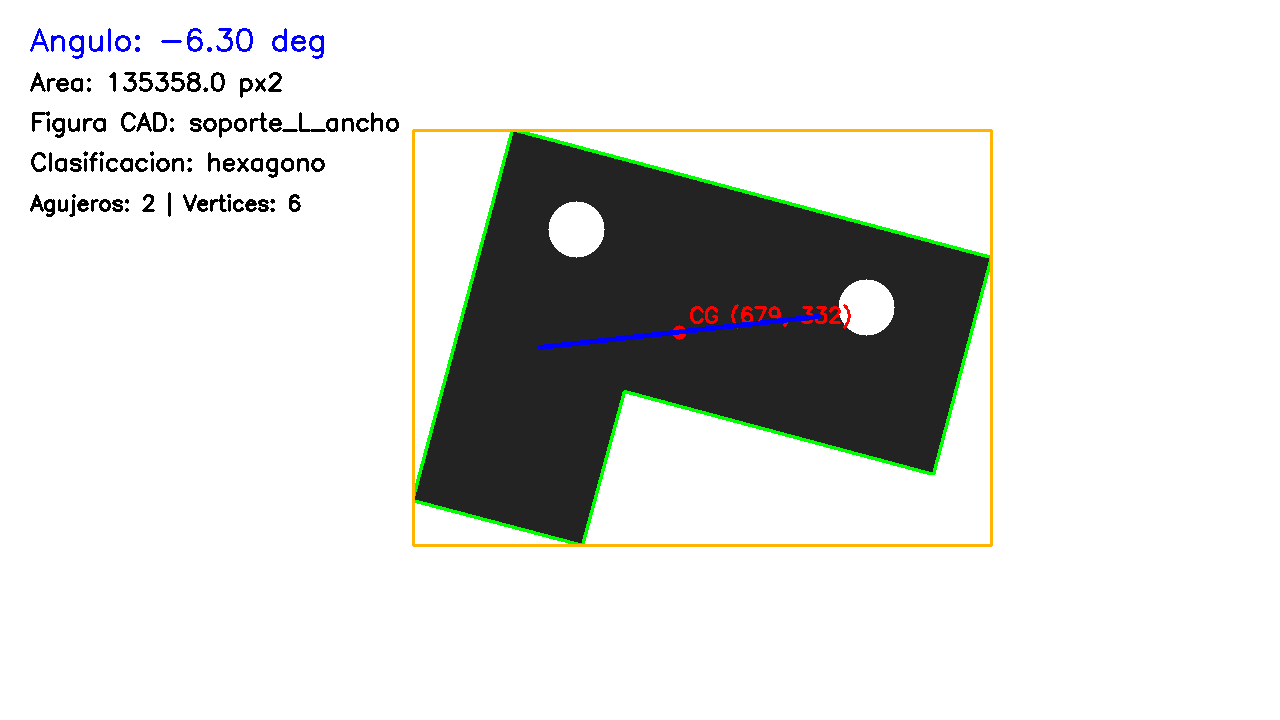 Angulo: -6.30 deg
Area: 135358.0 px2
Figura CAD: soporte_L_ancho
Clasificacion: hexagono
Agujeros: 2 | Vertices: 6
CG (679, 332)